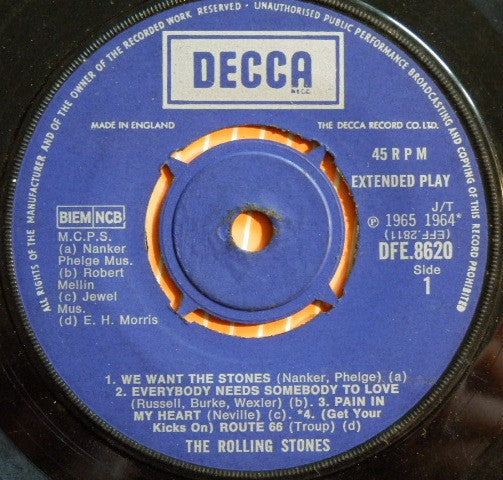 ALL RIGHTS OF THE MANUFACTURER AND OF THE OWNER OF THE RECORDED WORK RESERVED. UNAUTHORISED PUBLIC PERFORMANCE BROADCASTING AND COPYING OF THIS RECORD PROHIBITED
DECCA
DECCA
MADE IN ENGLAND
THE DECCA RECORD CO. LTD.
45 RPM
EXTENDED PLAY
BIEM NCB
M.C.P.S.
(a) Nanker
Phelge Mus.
(b) Robert
Mellin
(c) Jewel
Mus.
(d) E. H. Morris
J/T
℗ 1965 1964*
(EFF.2811)
DFE.8620
Side
1
1. WE WANT THE STONES (Nanker, Phelge) (a)
2. EVERYBODY NEEDS SOMEBODY TO LOVE
(Russell, Burke, Wexler) (b). 3. PAIN IN
MY HEART (Neville) (c). *4. (Get Your
Kicks On) ROUTE 66 (Troup) (d)
THE ROLLING STONES